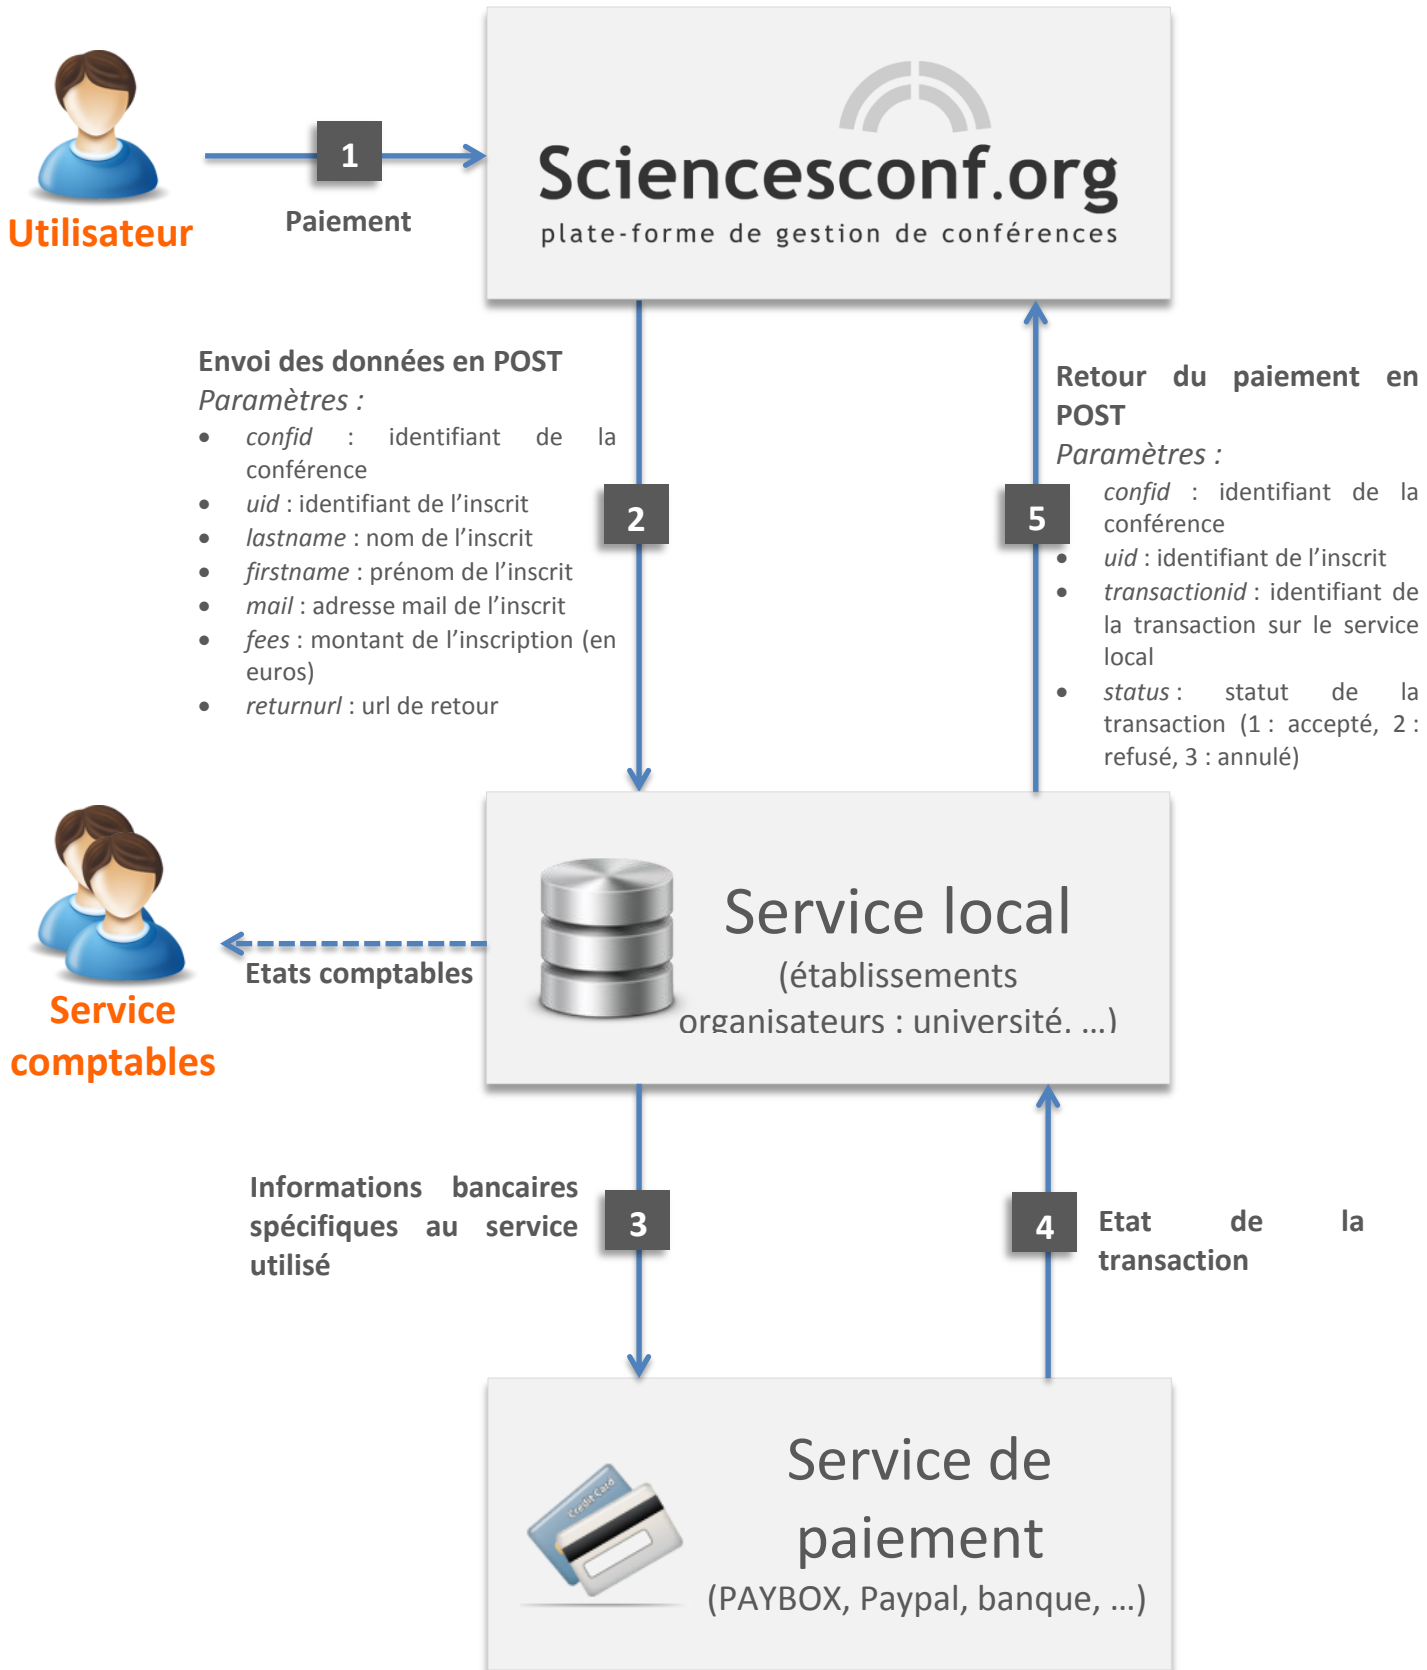 Sciencesconf.org
plate-forme de gestion de conférences
1
Paiement
Utilisateur
Envoi des données en POST
Paramètres :
• confid : identifiant de la
conférence
• uid : identifiant de l’inscrit
• lastname : nom de l’inscrit
• firstname : prénom de l’inscrit
• mail : adresse mail de l’inscrit
• fees : montant de l’inscription (en
euros)
• returnurl : url de retour
2
5
Retour du paiement en
POST
Paramètres :
confid : identifiant de la
conférence
• uid : identifiant de l’inscrit
• transactionid : identifiant de
la transaction sur le service
local
• status : statut de la
transaction (1 : accepté, 2 :
refusé, 3 : annulé)
Service local
(établissements
organisateurs : université, …)
Etats comptables
Service
comptables
Informations bancaires
spécifiques au service
utilisé
3
4
Etat de la
transaction
Credit Card
Service de
paiement
(PAYBOX, Paypal, banque, …)